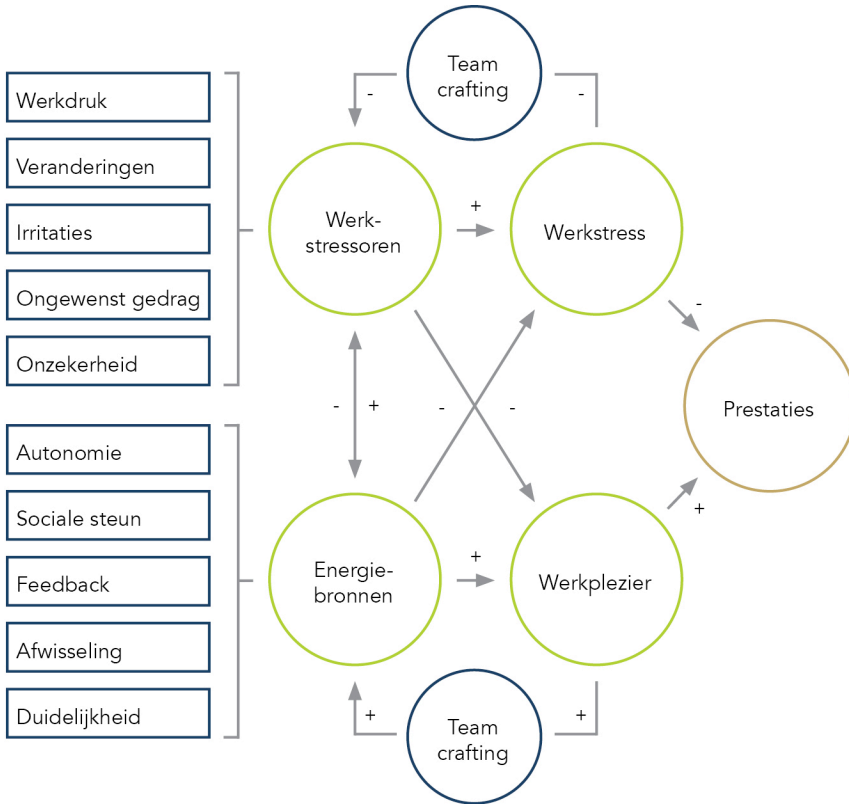 Team
crafting
-
-
Werkdruk
Veranderingen
Irritaties
Ongewenst gedrag
Onzekerheid
Werk-
stressoren
+
Werkstress
-
Prestaties
-
+
-
-
Autonomie
Sociale steun
Feedback
Afwisseling
Duidelijkheid
Energie-
bronnen
+
Werkplezier
+
+
+
Team
crafting